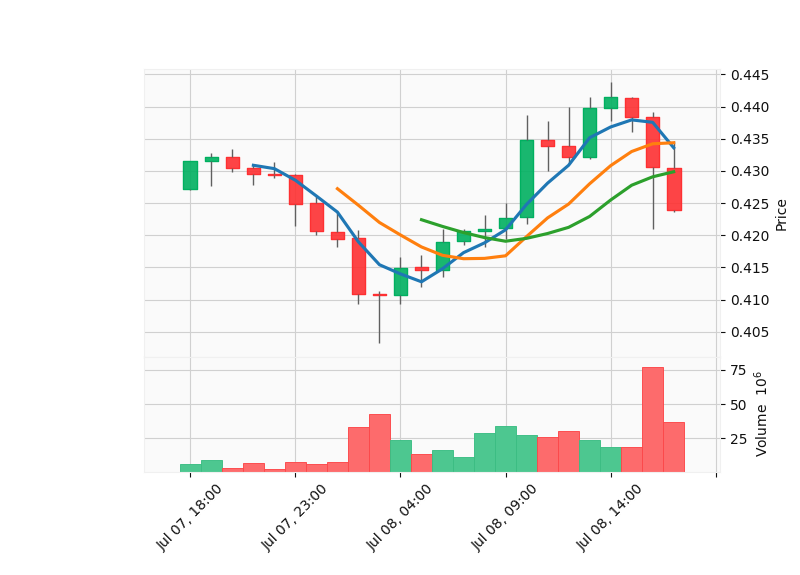 0.445
0.440
0.435
0.430
0.425
0.420
0.415
0.410
0.405
Price
75
50
25
Volume 10⁶
Jul 07, 18:00
Jul 07, 23:00
Jul 08, 04:00
Jul 08, 09:00
Jul 08, 14:00